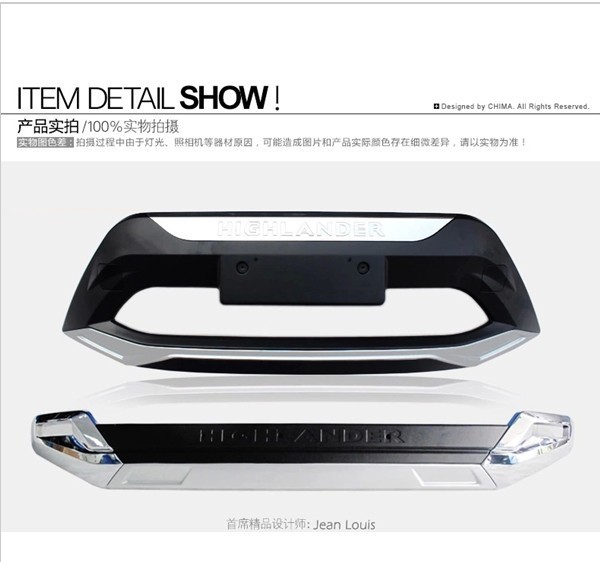 ITEM DETAIL SHOW!
Designed by CHIMA. All Rights Reserved.
产品实拍/100%实物拍摄
实物图色差:拍摄过程中由于灯光、照相机等器材原因，可能造成图片和产品实际颜色存在细微差异，请以实物为准！
HIGHLANDER
HIGHLANDER
首席精品设计师: Jean Louis